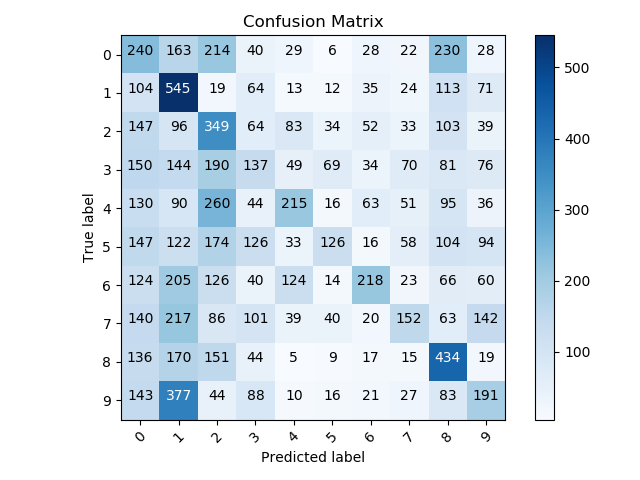 Confusion Matrix
0 240 163 214 40 29 6 28 22 230 28
1 104 545 19 64 13 12 35 24 113 71
2 147 96 349 64 83 34 52 33 103 39
3 150 144 190 137 49 69 34 70 81 76
4 130 90 260 44 215 16 63 51 95 36
5 147 122 174 126 33 126 16 58 104 94
6 124 205 126 40 124 14 218 23 66 60
7 140 217 86 101 39 40 20 152 63 142
8 136 170 151 44 5 9 17 15 434 19
9 143 377 44 88 10 16 21 27 83 191
0 1 2 3 4 5 6 7 8 9
Predicted label
True label
500
400
300
200
100